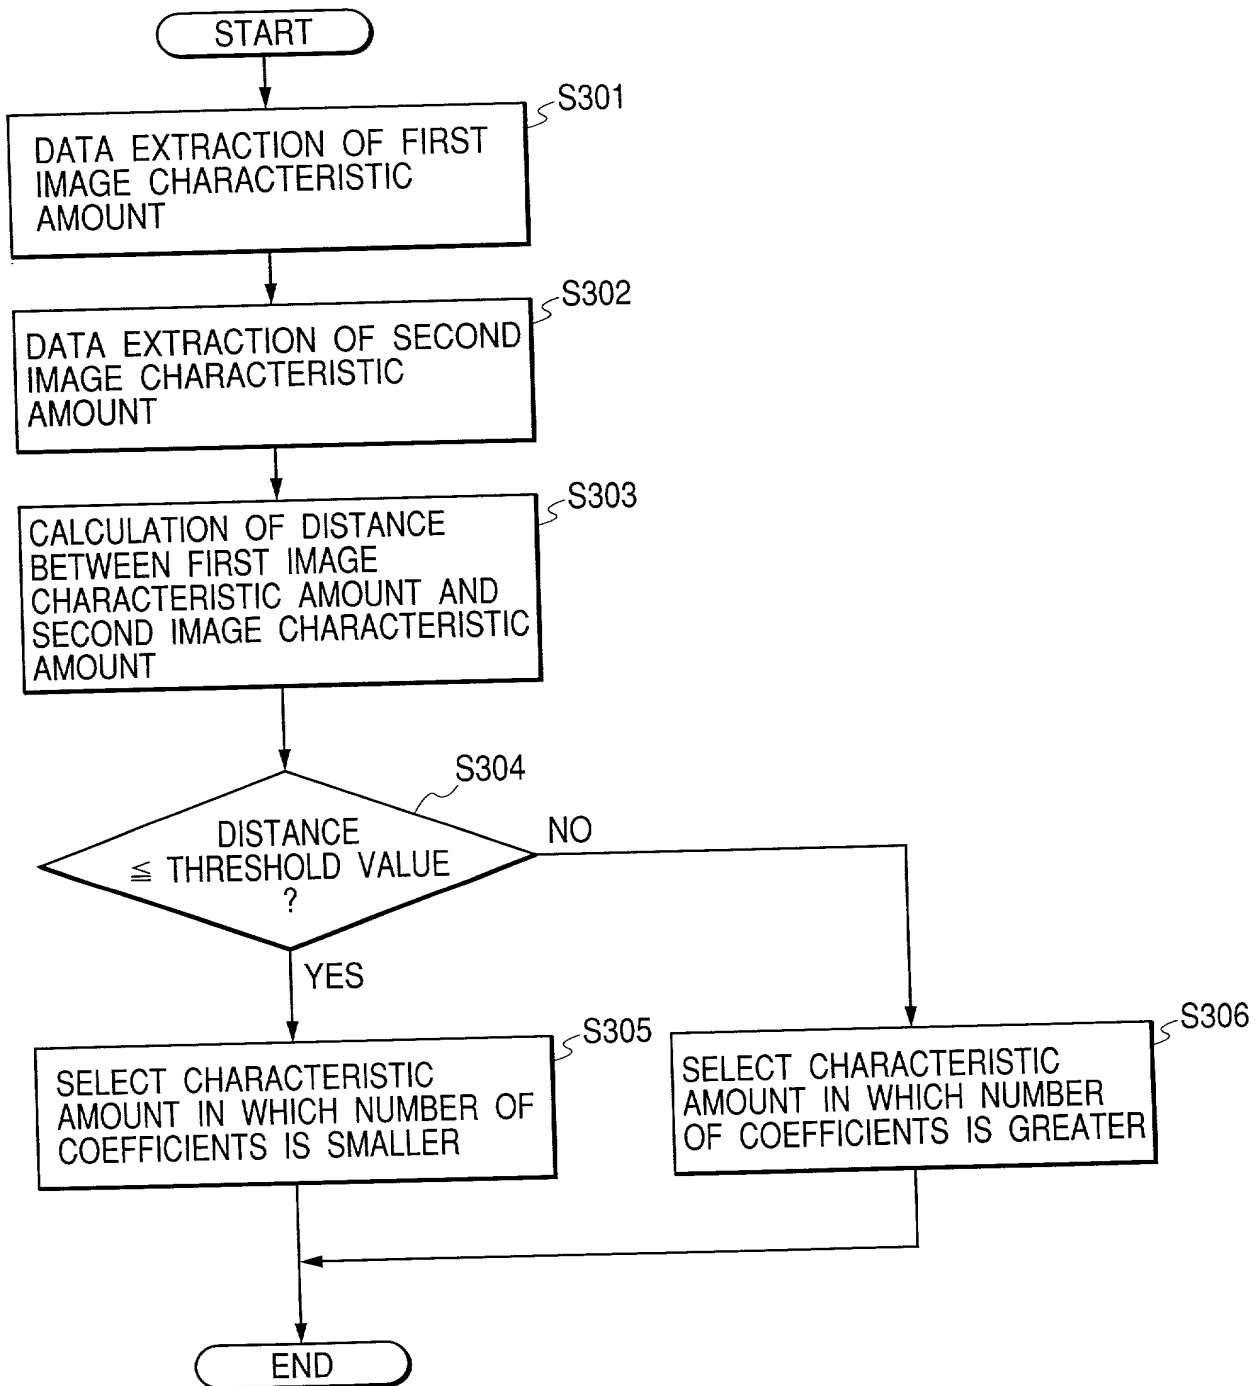 START
S301
DATA EXTRACTION OF FIRST
IMAGE CHARACTERISTIC
AMOUNT
S302
DATA EXTRACTION OF SECOND
IMAGE CHARACTERISTIC
AMOUNT
S303
CALCULATION OF DISTANCE
BETWEEN FIRST IMAGE
CHARACTERISTIC AMOUNT AND
SECOND IMAGE CHARACTERISTIC
AMOUNT
S304
DISTANCE
≦ THRESHOLD VALUE
?
NO
YES
S305
SELECT CHARACTERISTIC
AMOUNT IN WHICH NUMBER OF
COEFFICIENTS IS SMALLER
S306
SELECT CHARACTERISTIC
AMOUNT IN WHICH NUMBER
OF COEFFICIENTS IS GREATER
END